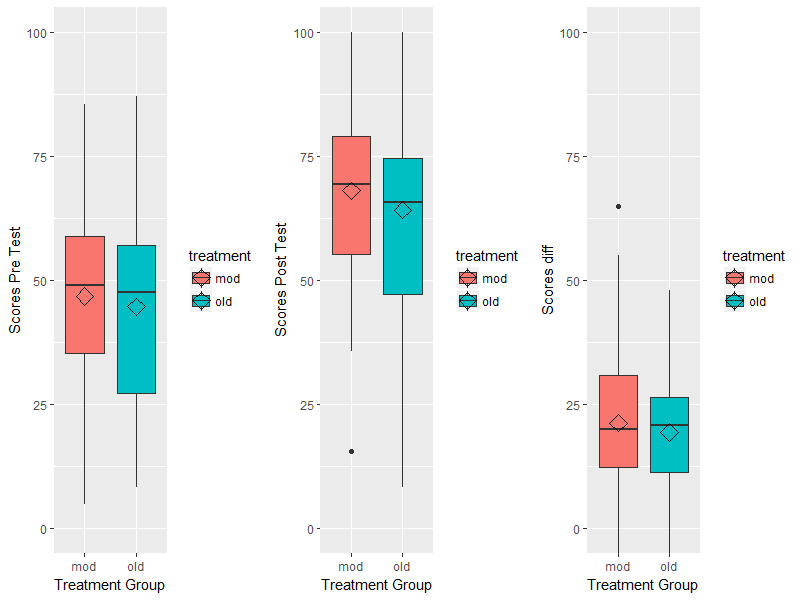 Scores Pre Test
100
75
50
25
0
mod
old
Treatment Group
treatment
mod
old
Scores Post Test
100
75
50
25
0
mod
old
Treatment Group
treatment
mod
old
Scores diff
100
75
50
25
0
mod
old
Treatment Group
treatment
mod
old